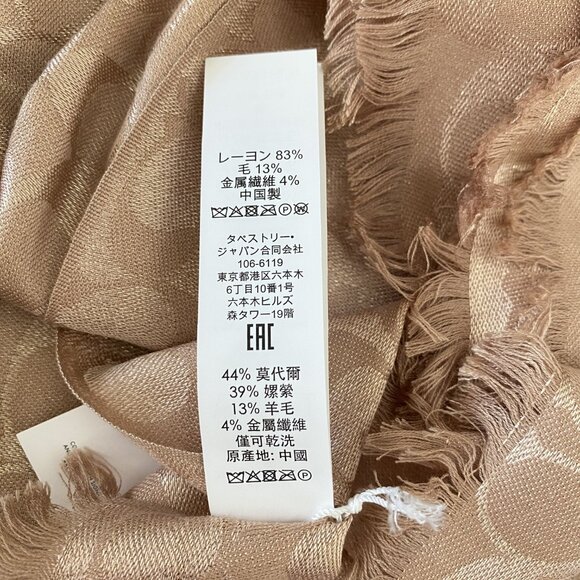 レーヨン 83%
毛 13%
金属繊維 4%
中国製
タペストリー・
ジャパン合同会社
106-6119
東京都港区六本木
6丁目10番1号
六本木ヒルズ
森タワー19階
EAC
44% 莫代爾
39% 嫘縈
13% 羊毛
4% 金屬纖維
僅可乾洗
原產地: 中國